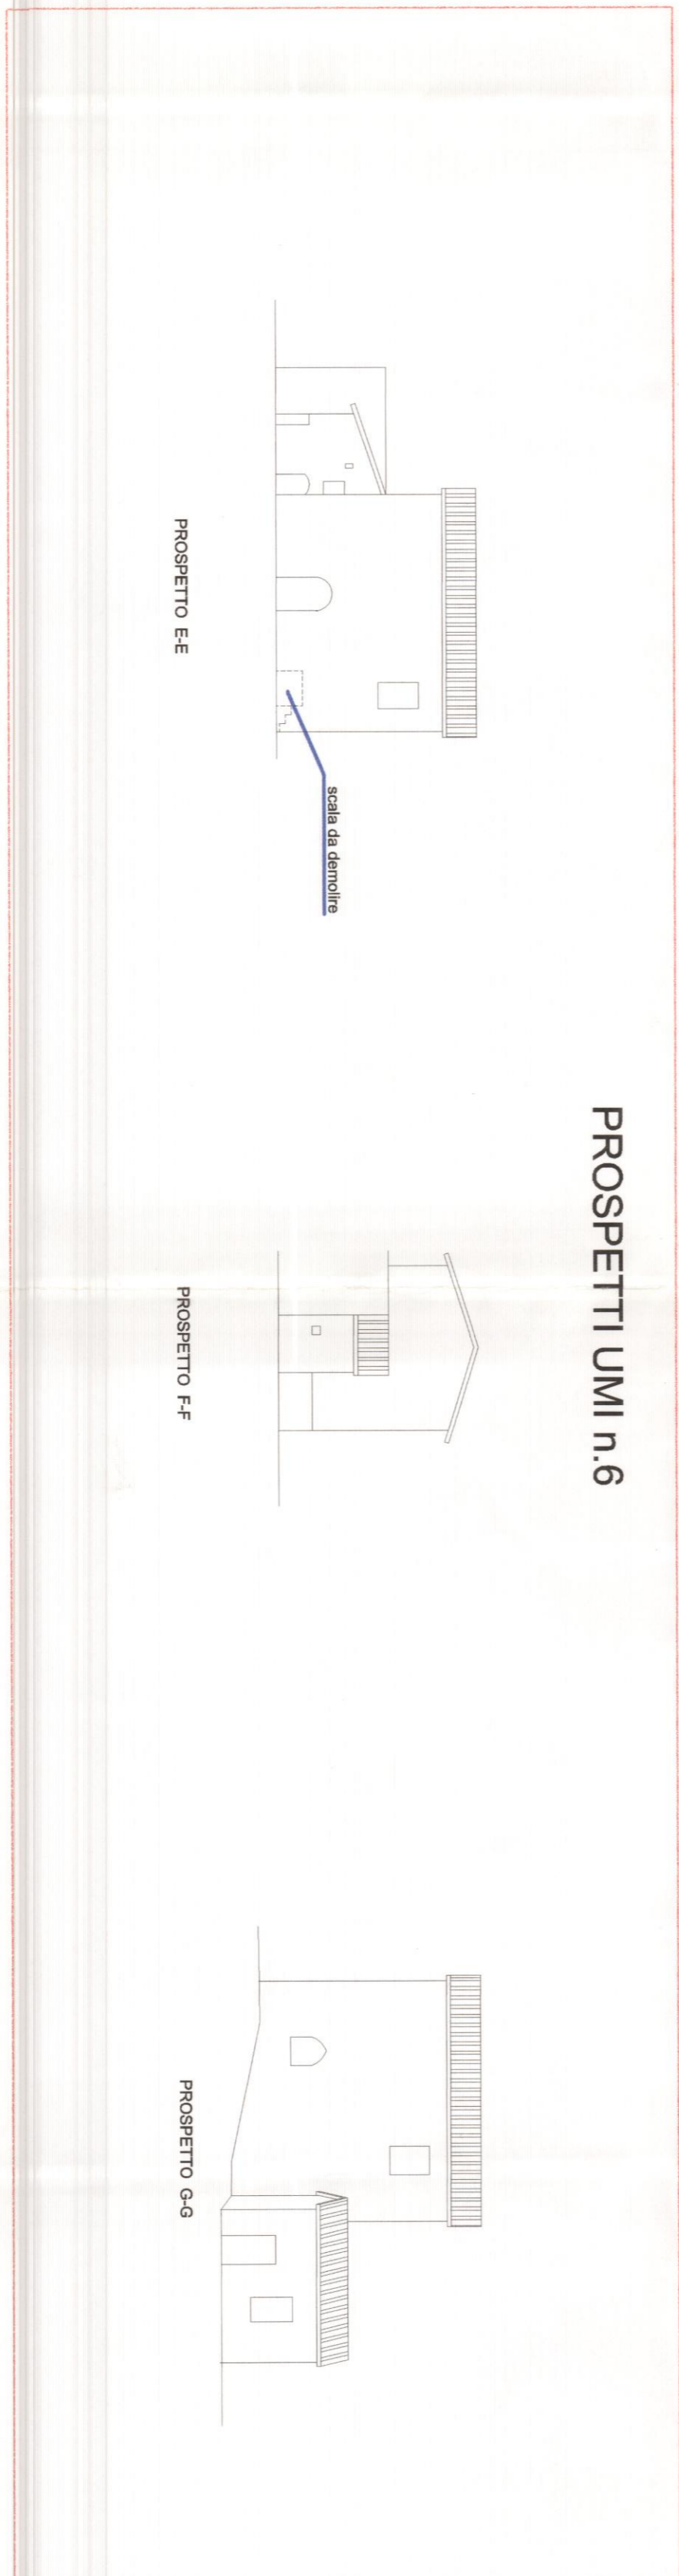 PROSPETTI UMI n.6
PROSPETTO E-E
scala da demolire
PROSPETTO F-F
PROSPETTO G-G